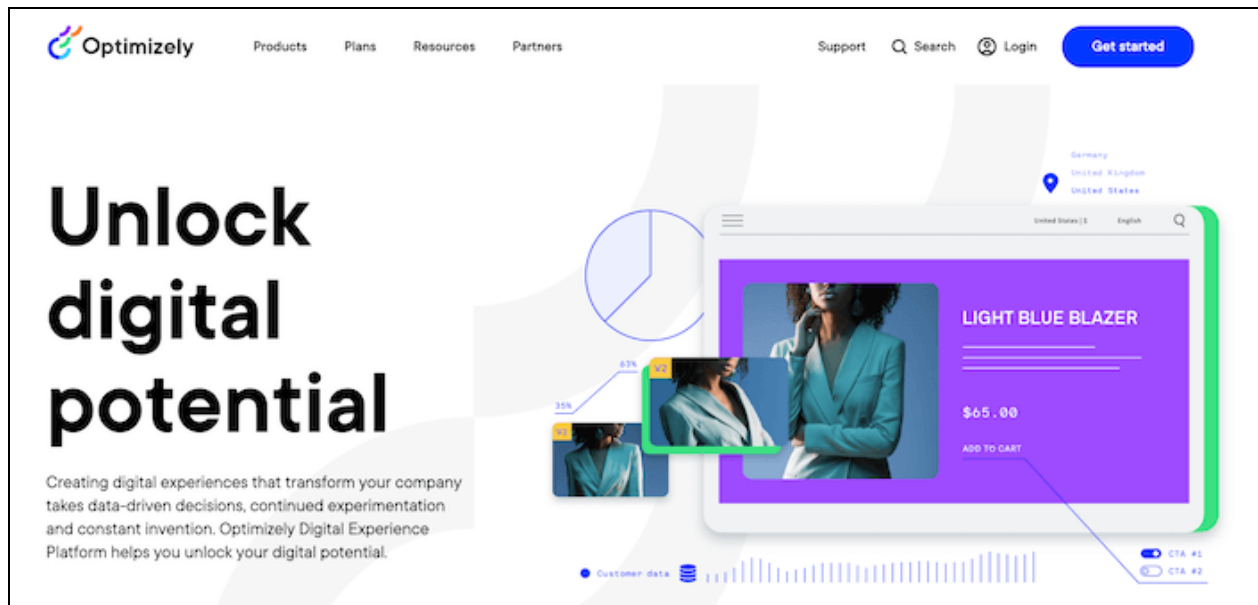 Optimizely
Products
Plans
Resources
Partners
Support
Search
Login
Get started
Unlock
digital
potential
Creating digital experiences that transform your company
takes data-driven decisions, continued experimentation
and constant invention. Optimizely Digital Experience
Platform helps you unlock your digital potential.
Germany
United Kingdom
United States
United States | $
English
LIGHT BLUE BLAZER
$65.00
ADD TO CART
63%
V2
35%
V1
Customer data
CTA #1
CTA #2